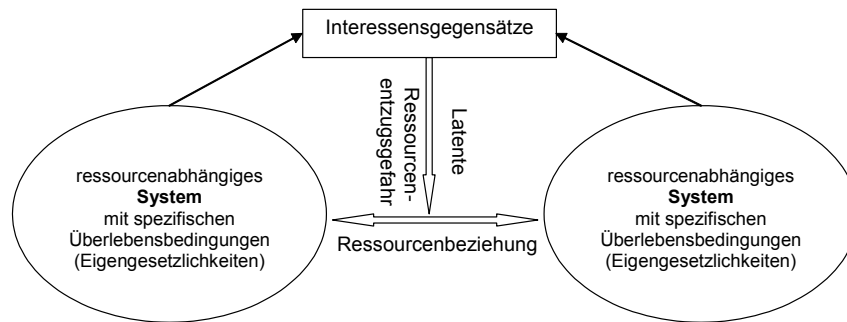 Interessensgegensätze
Latente
Ressourcen-
entzugsgefahr
ressourcenabhängiges
System
mit spezifischen
Überlebensbedingungen
(Eigengesetzlichkeiten)
Ressourcenbeziehung
ressourcenabhängiges
System
mit spezifischen
Überlebensbedingungen
(Eigengesetzlichkeiten)